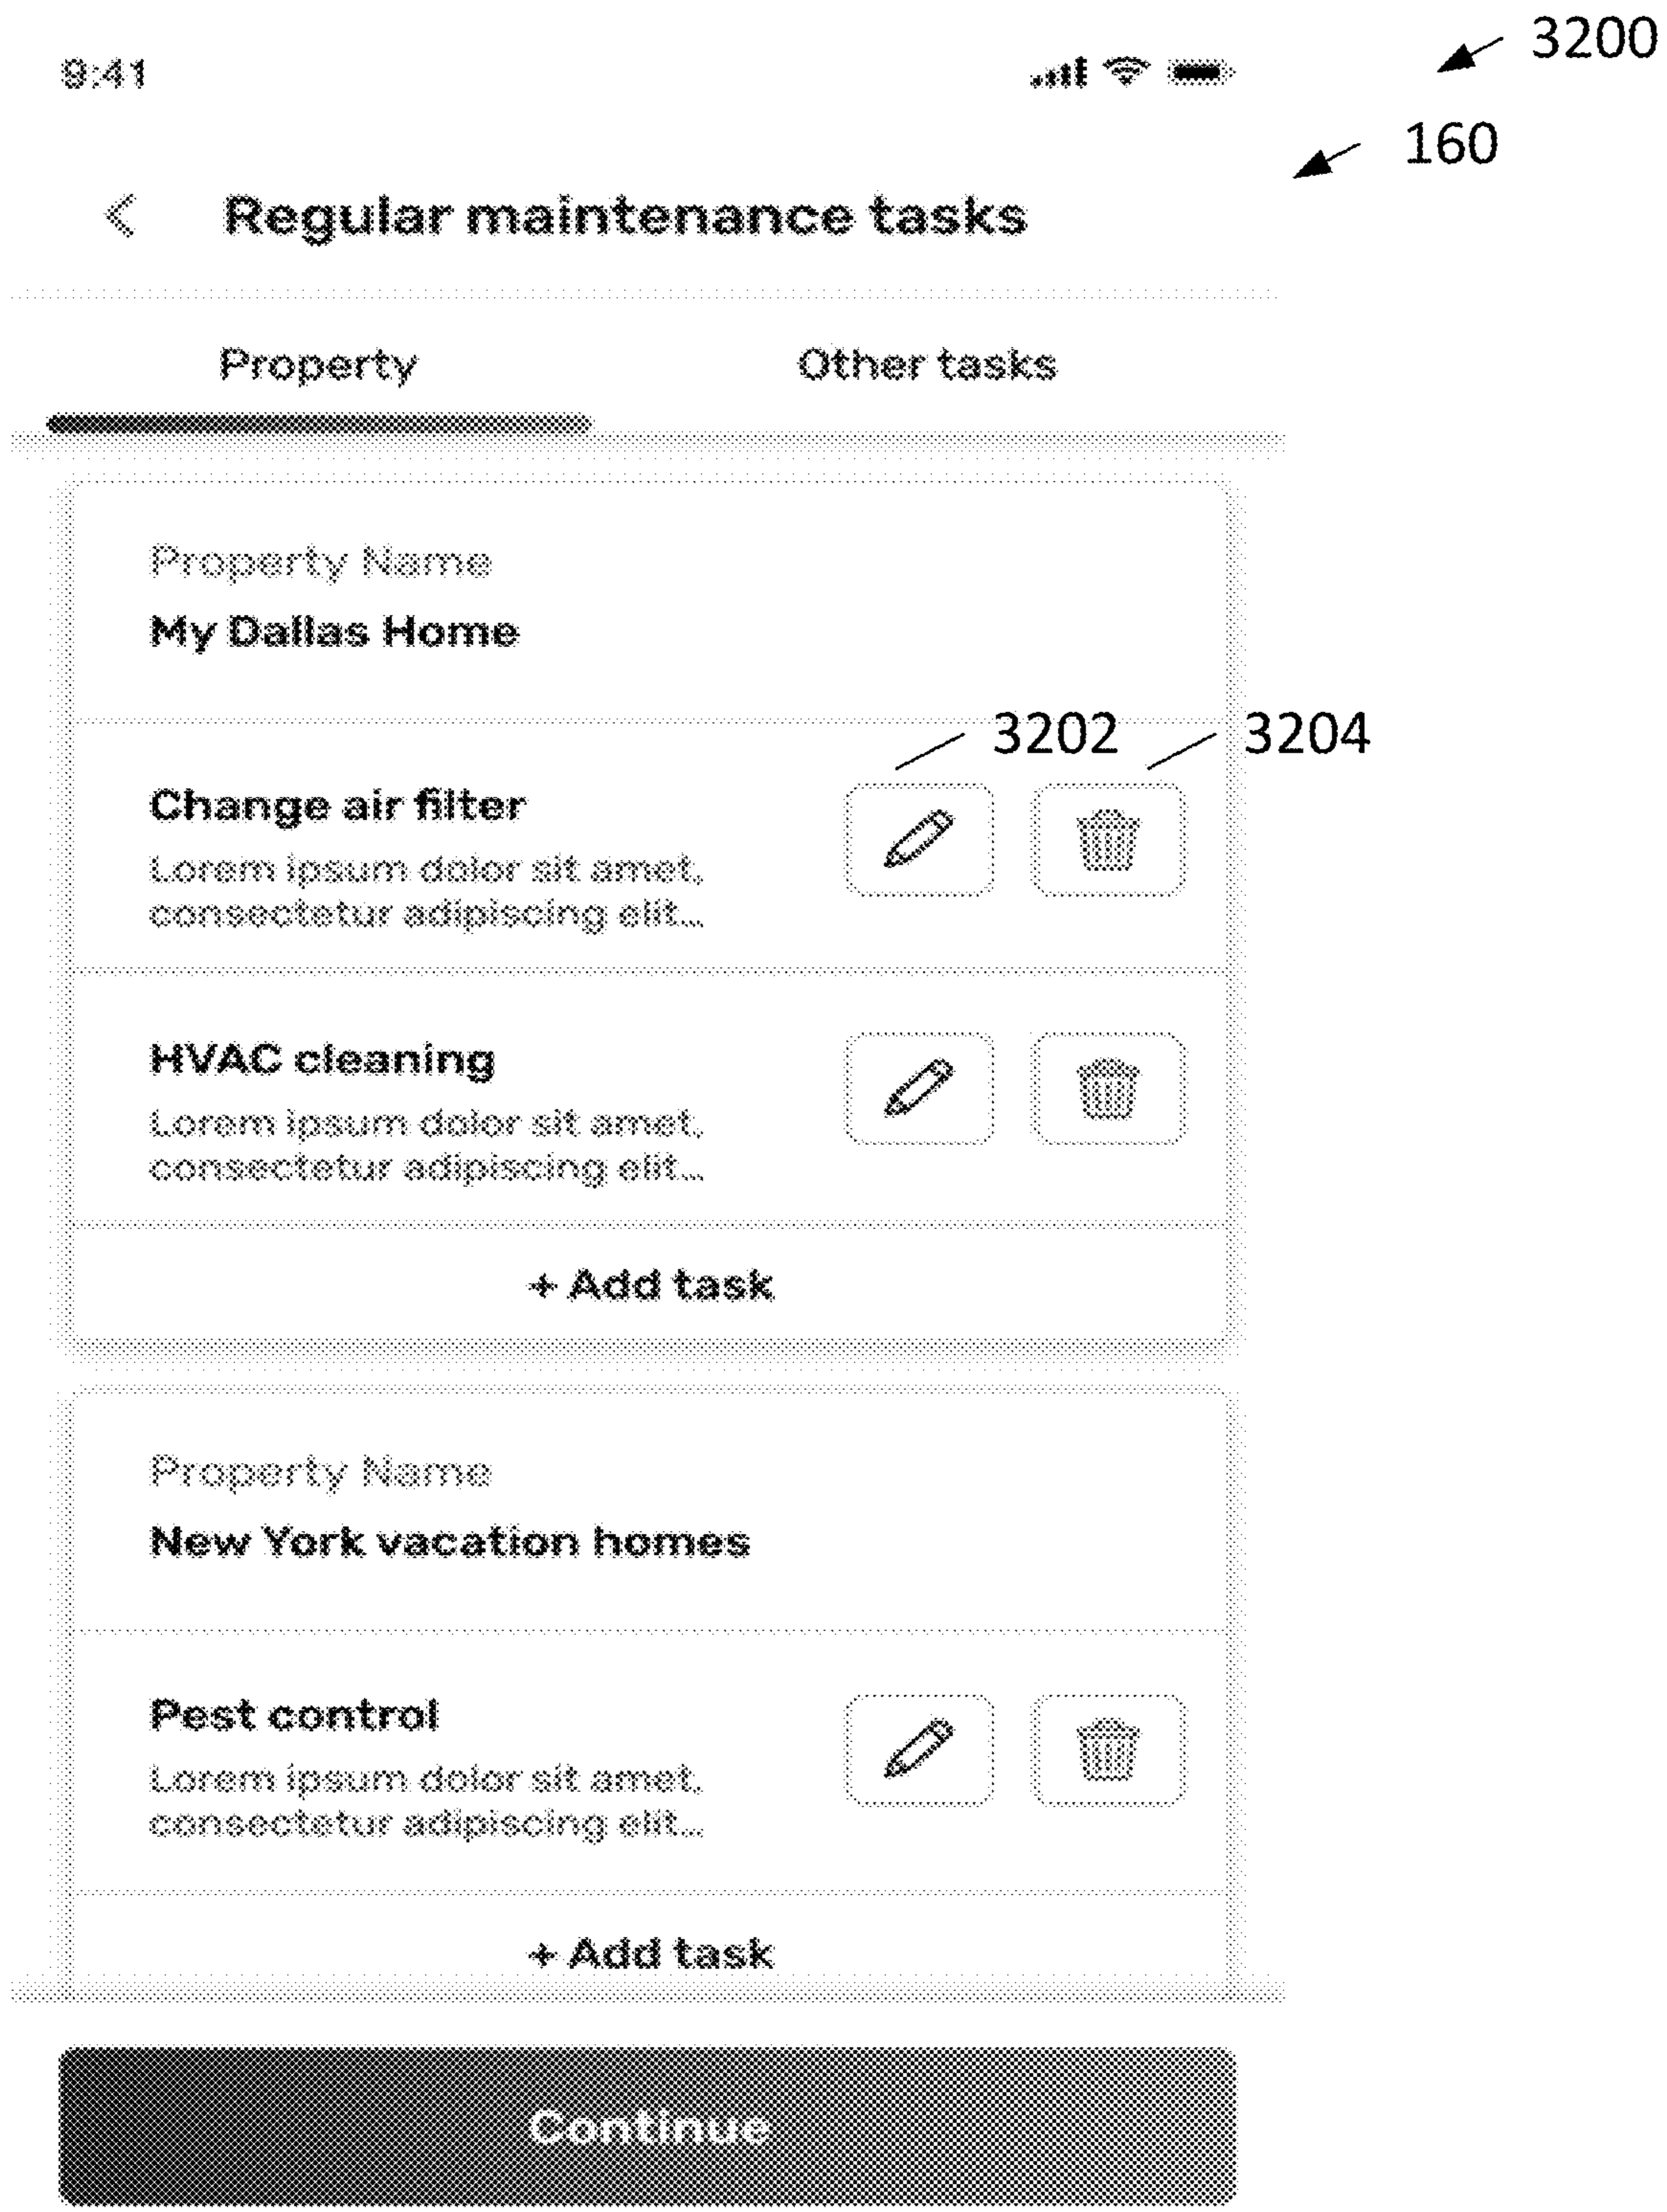 3200
9:41
160
Regular maintenance tasks
Property Other tasks
Property Name
My Dallas Home
3202 3204
Change air filter
Lorem ipsum dolor sit amet,
consectetur adipiscing elit...
HVAC cleaning
Lorem ipsum dolor sit amet,
consectetur adipiscing elit...
+ Add task
Property Name
New York vacation homes
Pest control
Lorem ipsum dolor sit amet,
consectetur adipiscing elit...
+ Add task
Continue